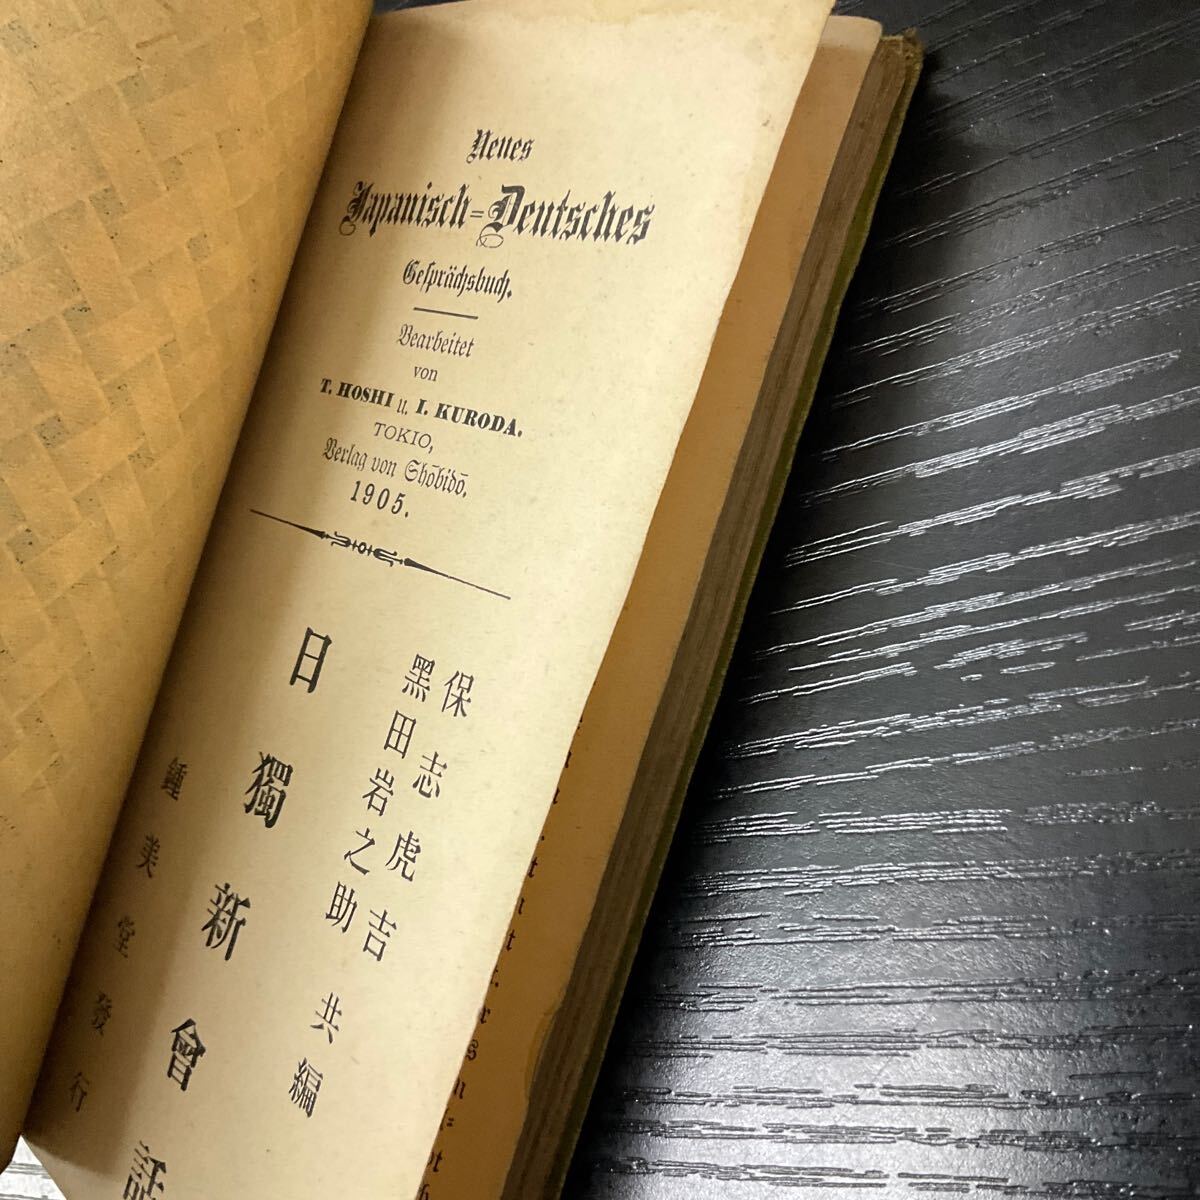 Neues
Japanisch=Deutsches
Gesprächsbuch.
Bearbeitet
von
T. HOSHI u. I. KURODA.
TOKIO,
Verlag von Shōbidō.
1905.
保志虎吉
黑田岩之助
共編
日獨新會話
鍾美堂發行